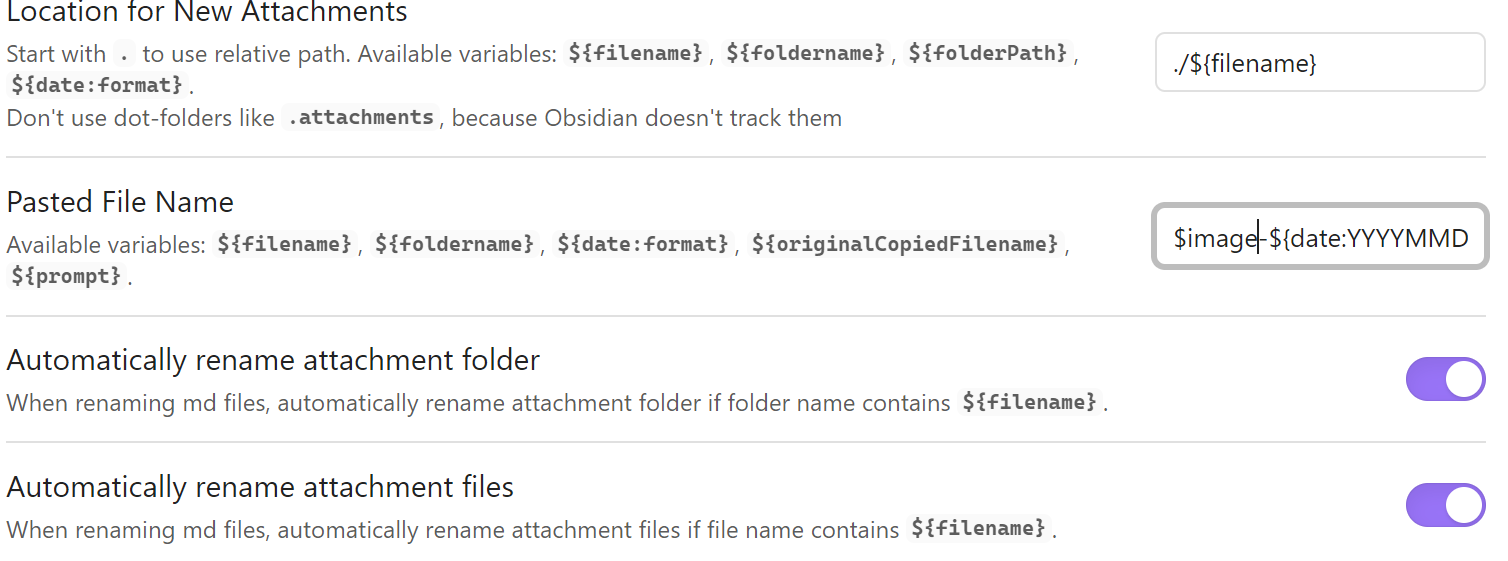 Location for New Attachments
Start with . to use relative path. Available variables: ${filename} , ${foldername} , ${folderPath} ,
${date:format} .
Don't use dot-folders like .attachments , because Obsidian doesn't track them
./${filename}
Pasted File Name
Available variables: ${filename} , ${foldername} , ${date:format} , ${originalCopiedFilename} ,
${prompt} .
$image-${date:YYYYMMD
Automatically rename attachment folder
When renaming md files, automatically rename attachment folder if folder name contains ${filename} .
Automatically rename attachment files
When renaming md files, automatically rename attachment files if file name contains ${filename} .